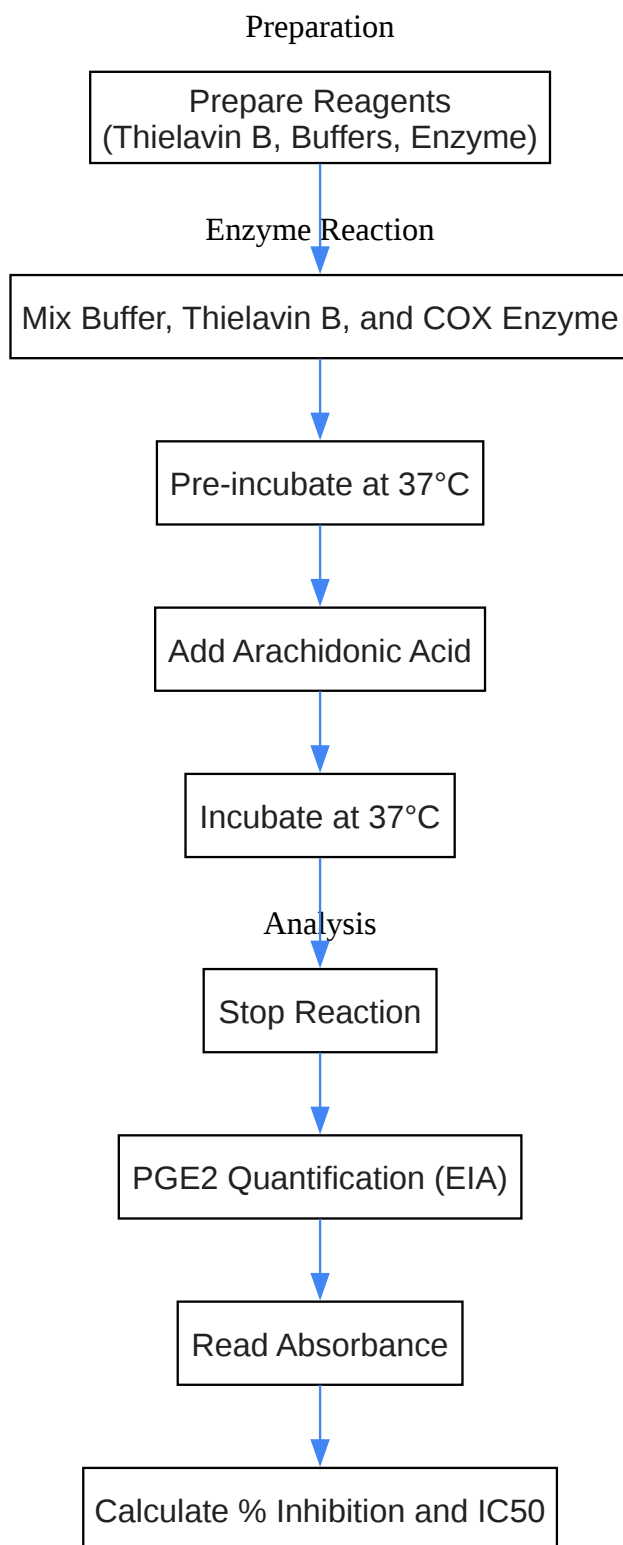 Preparation
Prepare Reagents
(Thielavin B, Buffers, Enzyme)
Enzyme Reaction
Mix Buffer, Thielavin B, and COX Enzyme
Pre-incubate at 37°C
Add Arachidonic Acid
Incubate at 37°C
Analysis
Stop Reaction
PGE2 Quantification (EIA)
Read Absorbance
Calculate % Inhibition and IC50